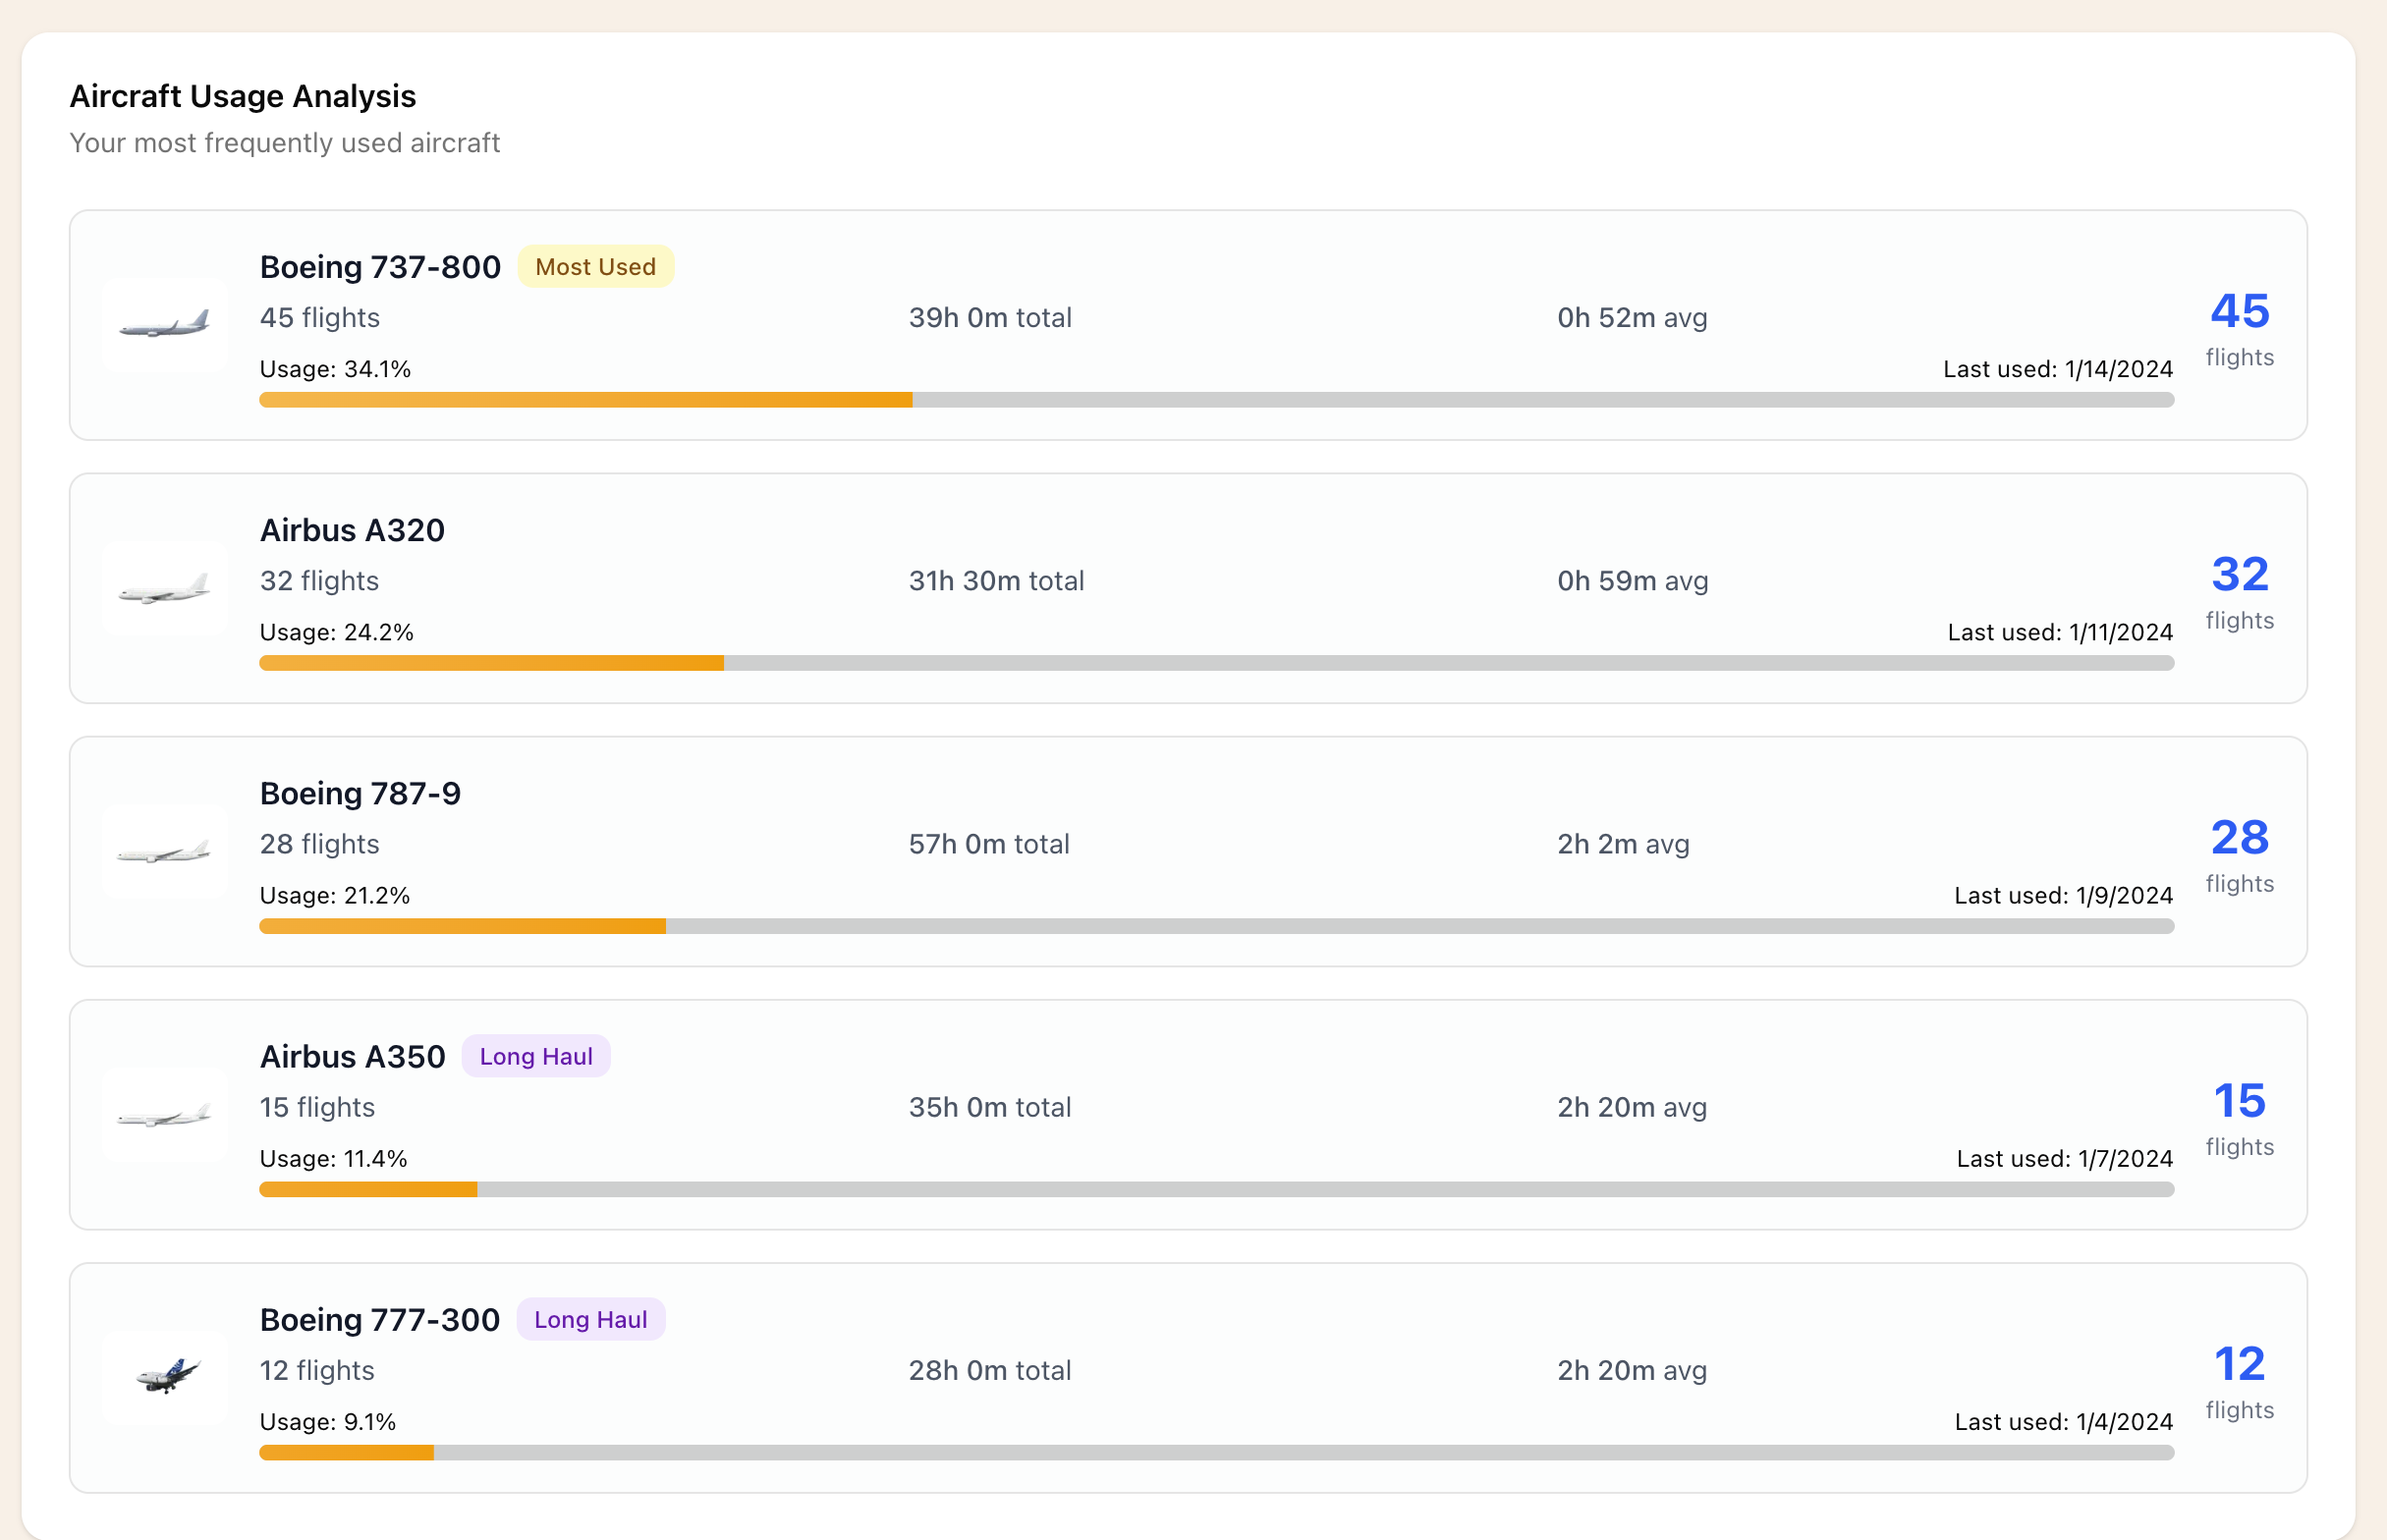 Aircraft Usage Analysis
Your most frequently used aircraft
Boeing 737-800 Most Used
45 flights 39h 0m total 0h 52m avg
Usage: 34.1% Last used: 1/14/2024
45
flights
Airbus A320
32 flights 31h 30m total 0h 59m avg
Usage: 24.2% Last used: 1/11/2024
32
flights
Boeing 787-9
28 flights 57h 0m total 2h 2m avg
Usage: 21.2% Last used: 1/9/2024
28
flights
Airbus A350 Long Haul
15 flights 35h 0m total 2h 20m avg
Usage: 11.4% Last used: 1/7/2024
15
flights
Boeing 777-300 Long Haul
12 flights 28h 0m total 2h 20m avg
Usage: 9.1% Last used: 1/4/2024
12
flights